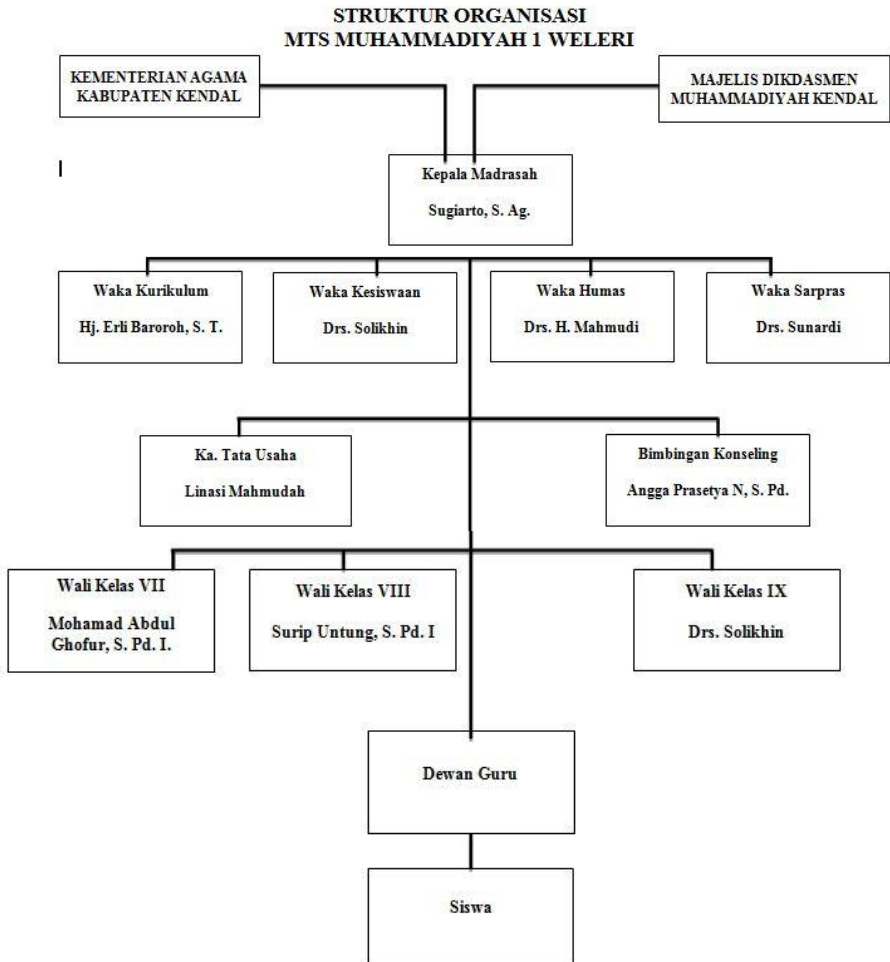 STRUKTUR ORGANISASI
MTS MUHAMMADIYAH 1 WELERI
KEMENTERIAN AGAMA
KABUPATEN KENDAL
MAJELIS DIKDASMEN
MUHAMMADIYAH KENDAL
Kepala Madrasah
Sugiarto, S. Ag.
Waka Kurikulum
Hj. Erli Baroroh, S. T.
Waka Kesiswaan
Drs. Solikhin
Waka Humas
Drs. H. Mahmudi
Waka Sarpras
Drs. Sunardi
Ka. Tata Usaha
Linasi Mahmudah
Bimbingan Konseling
Angga Prasetya N, S. Pd.
Wali Kelas VII
Mohamad Abdul
Ghofur, S. Pd. I.
Wali Kelas VIII
Surip Untung, S. Pd. I
Wali Kelas IX
Drs. Solikhin
Dewan Guru
Siswa